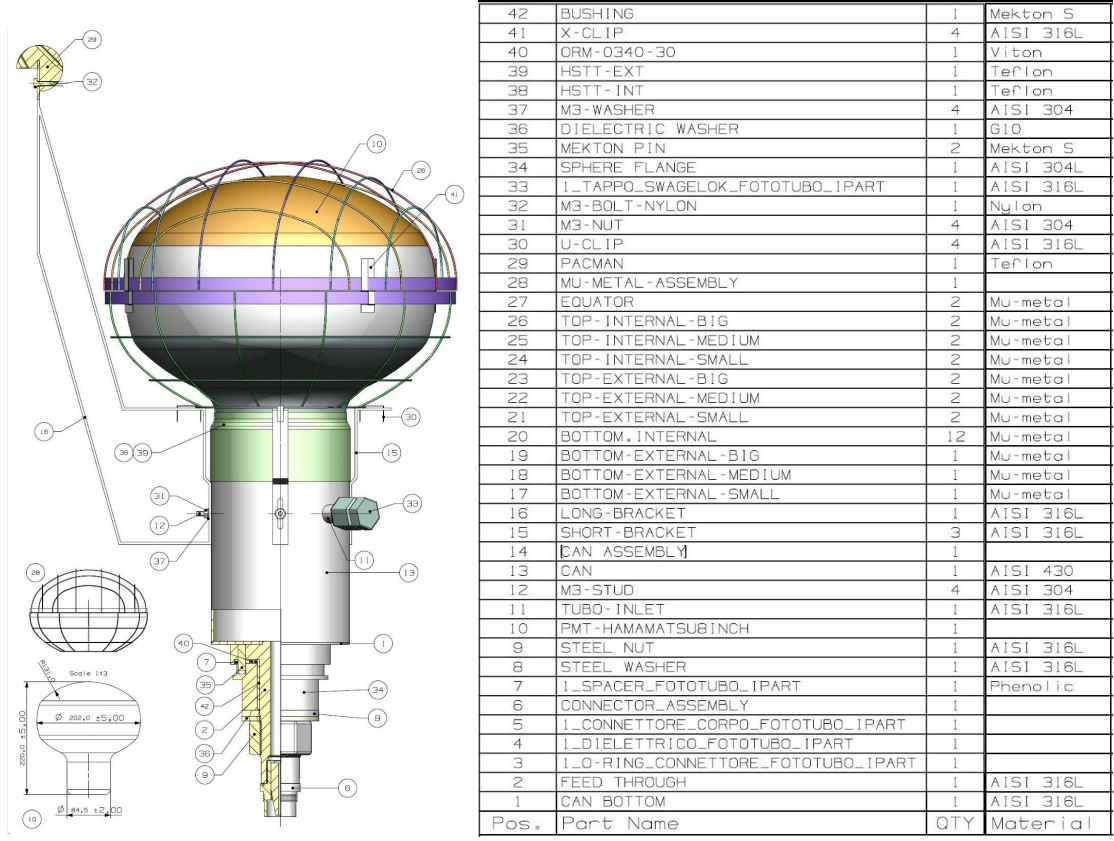 29
32
10
26
41
16
38
39
30
15
31
12
37
33
11
13
28
40
7
35
42
2
36
9
1
34
8
6
R131,0
Scale 1:3
Ø 202,0 ±5,00
220,0 ±5,00
Ø 84,5 ±2,00
10
42 BUSHING 1 Mekton S
41 X-CLIP 4 AISI 316L
40 ORM-0340-30 1 Viton
39 HSTT-EXT 1 Teflon
38 HSTT-INT 1 Teflon
37 M3-WASHER 4 AISI 304
36 DIELECTRIC WASHER 1 G10
35 MEKTON PIN 2 Mekton S
34 SPHERE FLANGE 1 AISI 304L
33 1_TAPPO_SWAGELOK_FOTOTUBO_1PART 1 AISI 316L
32 M3-BOLT-NYLON 1 Nylon
31 M3-NUT 4 AISI 304
30 U-CLIP 4 AISI 316L
29 PACMAN 1 Teflon
28 MU-METAL-ASSEMBLY 1
27 EQUATOR 2 Mu-metal
26 TOP-INTERNAL-BIG 2 Mu-metal
25 TOP-INTERNAL-MEDIUM 2 Mu-metal
24 TOP-INTERNAL-SMALL 2 Mu-metal
23 TOP-EXTERNAL-BIG 2 Mu-metal
22 TOP-EXTERNAL-MEDIUM 2 Mu-metal
21 TOP-EXTERNAL-SMALL 2 Mu-metal
20 BOTTOM.INTERNAL 12 Mu-metal
19 BOTTOM-EXTERNAL-BIG 1 Mu-metal
18 BOTTOM-EXTERNAL-MEDIUM 1 Mu-metal
17 BOTTOM-EXTERNAL-SMALL 1 Mu-metal
16 LONG-BRACKET 1 AISI 316L
15 SHORT-BRACKET 3 AISI 316L
14 [CAN ASSEMBLY] 1
13 CAN 1 AISI 430
12 M3-STUD 4 AISI 304
11 TUBO-INLET 1 AISI 316L
10 PMT-HAMAMATSU8INCH 1
9 STEEL NUT 1 AISI 316L
8 STEEL WASHER 1 AISI 316L
7 1_SPACER_FOTOTUBO_1PART 1 Phenolic
6 CONNECTOR_ASSEMBLY 1
5 1_CONNETTORE_CORPO_FOTOTUBO_1PART 1
4 1_DIELETTRICO_FOTOTUBO_1PART 1
3 1_O-RING_CONNETTORE_FOTOTUBO_1PART 1
2 FEED THROUGH 1 AISI 316L
1 CAN BOTTOM 1 AISI 316L
Pos. Part Name QTY Material